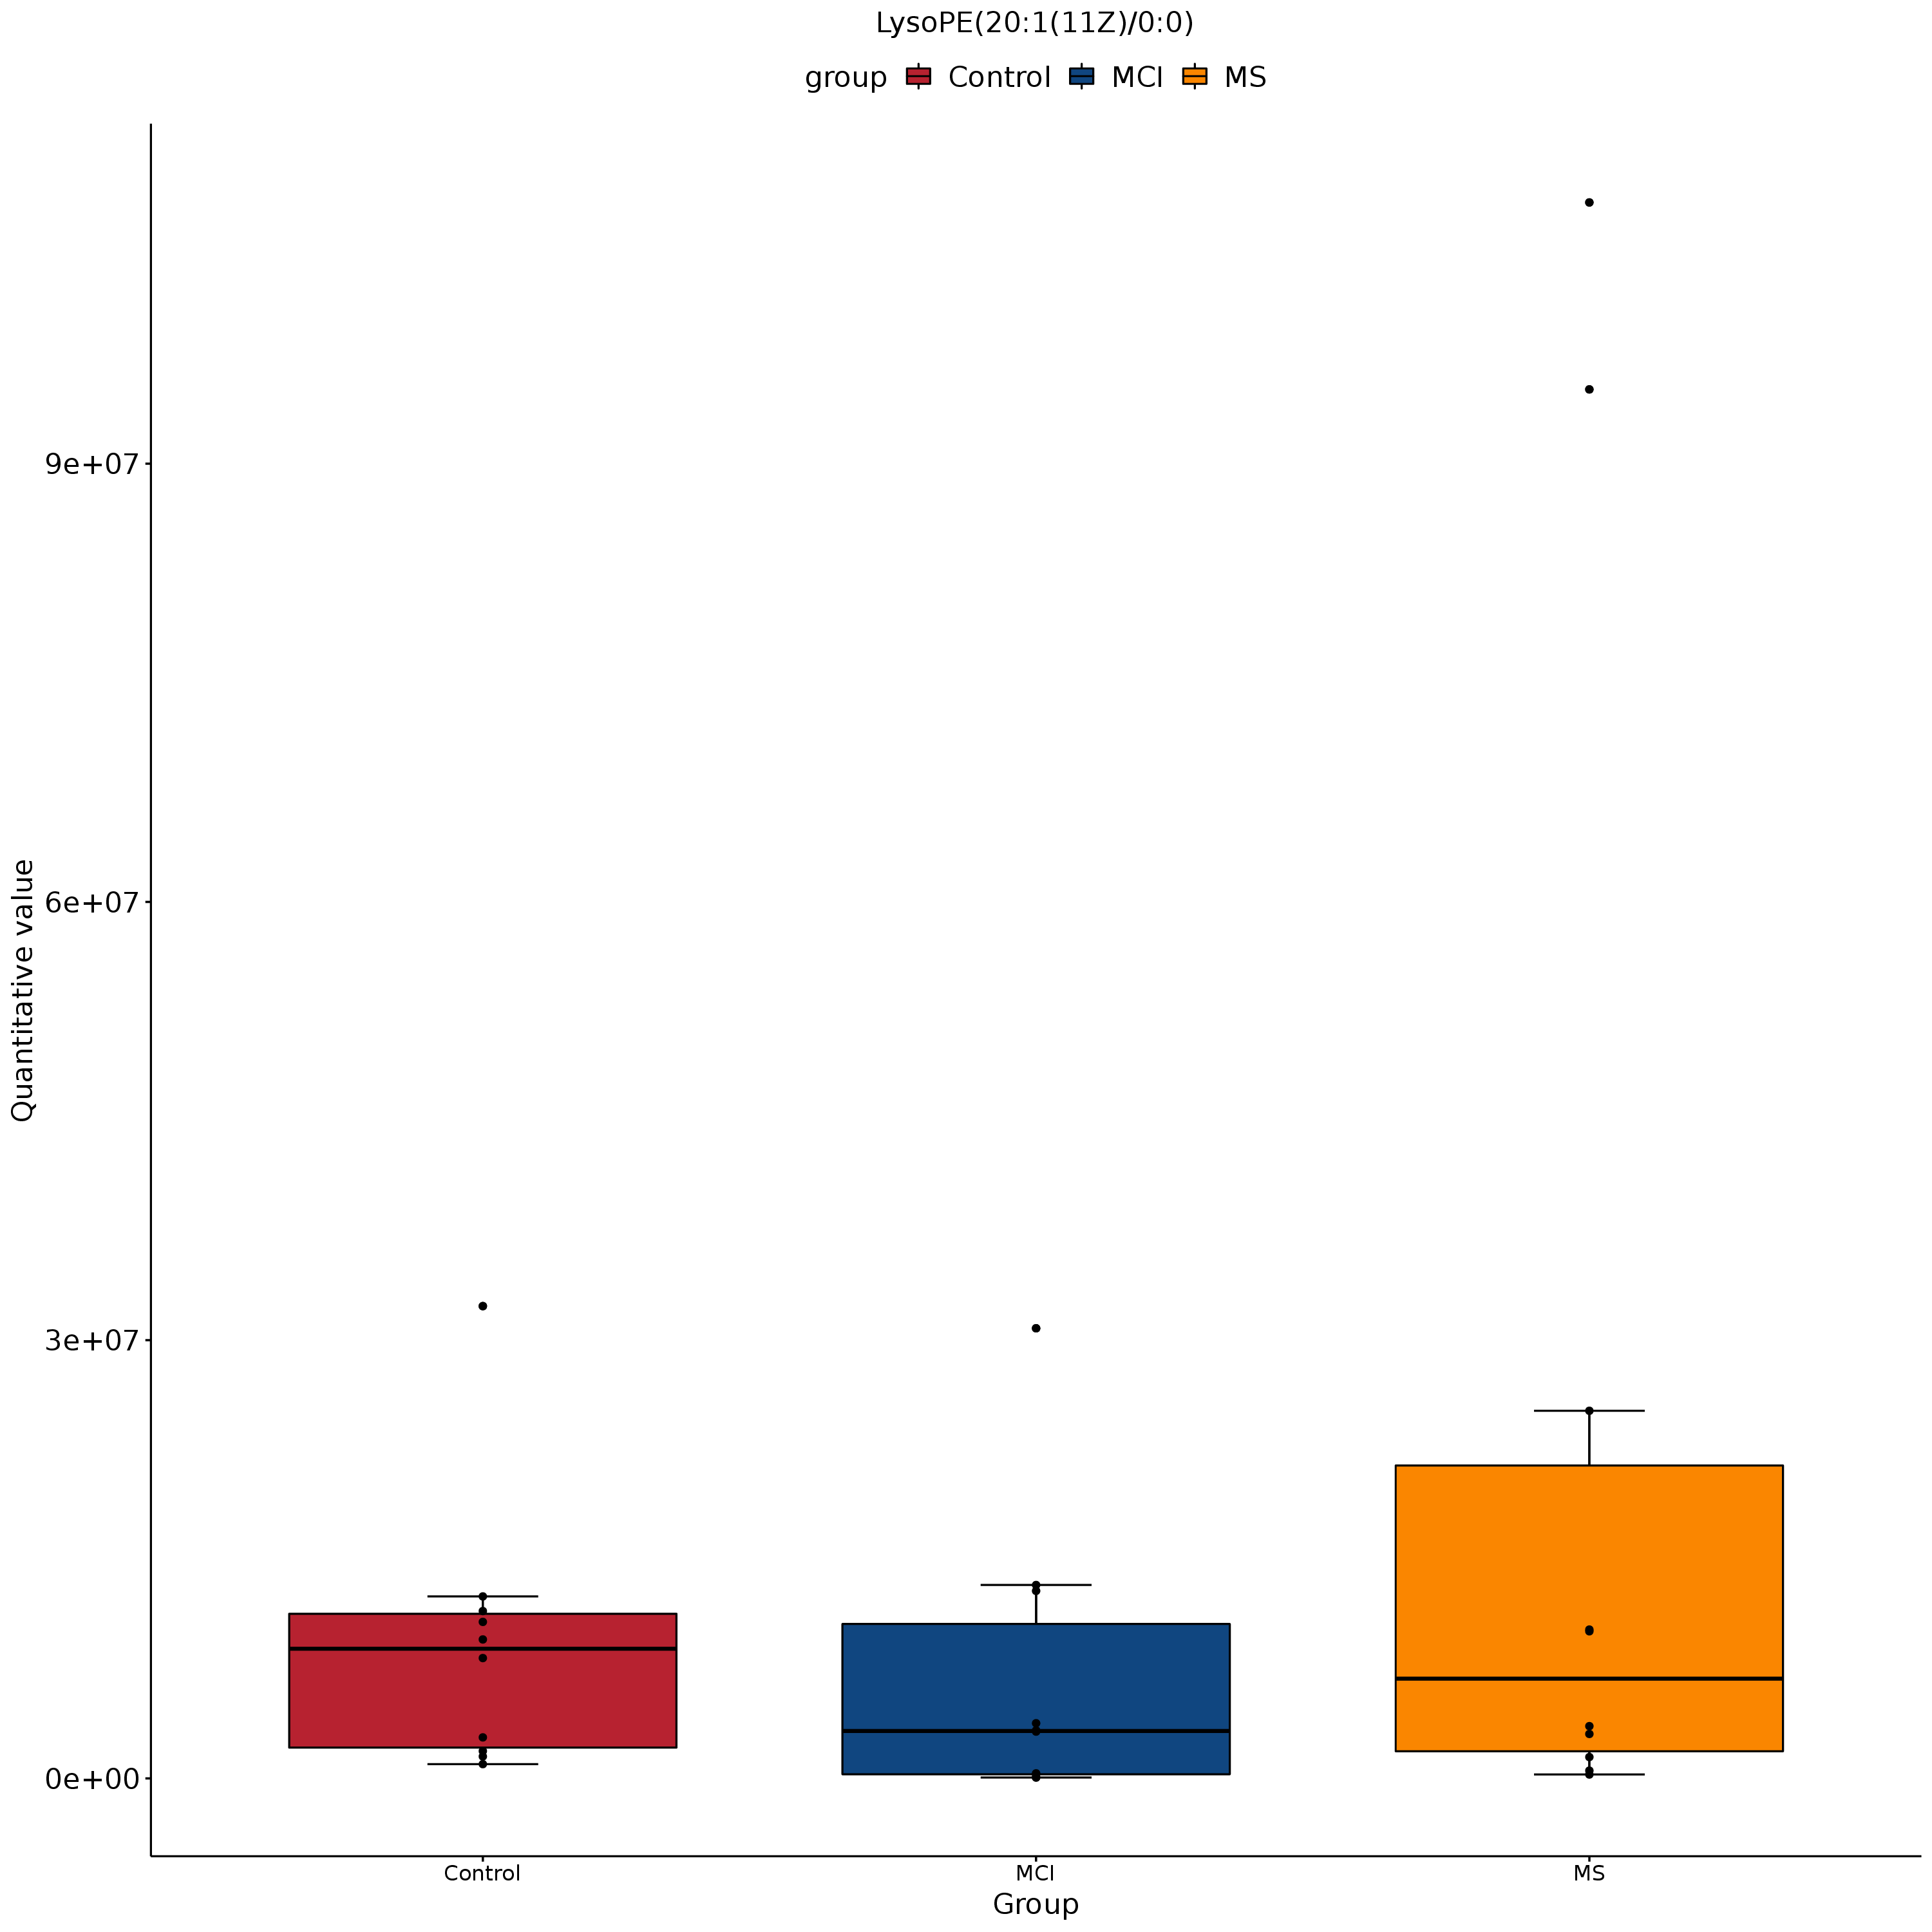 LysoPE(20:1(11Z)/0:0)
group Control MCI MS
Quantitative value
9e+07
6e+07
3e+07
0e+00
Control MCI MS
Group